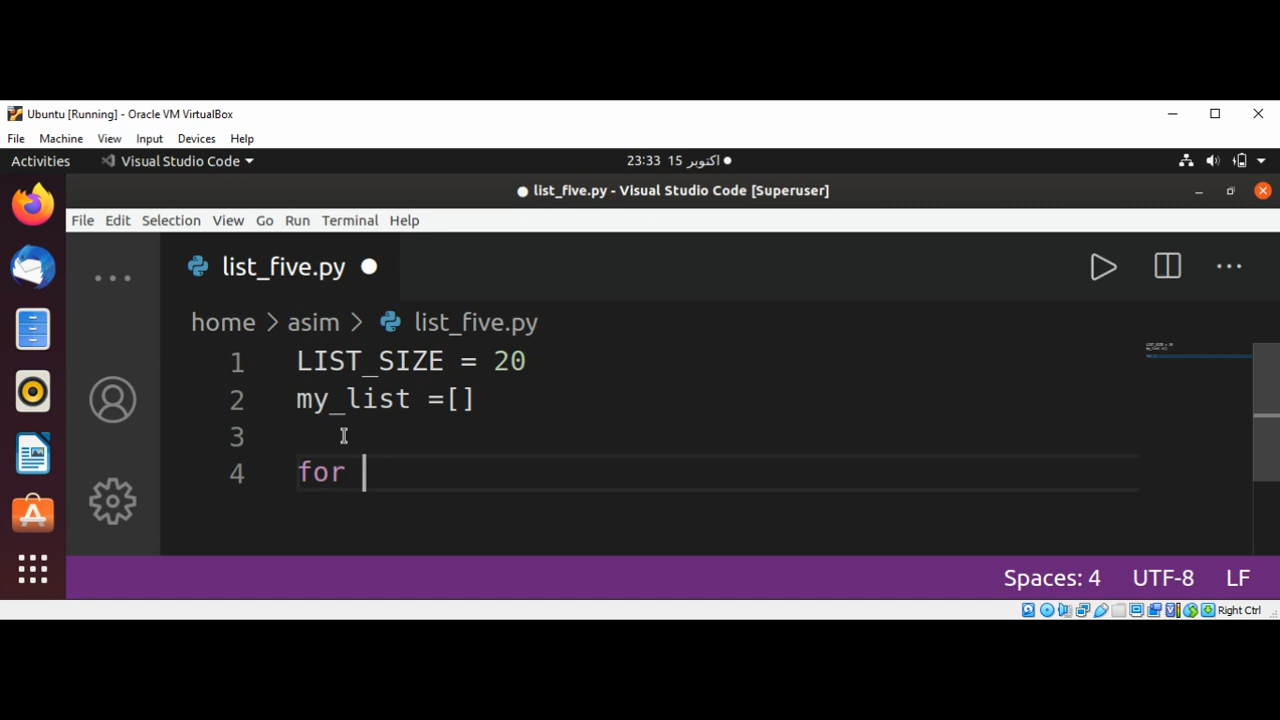 Ubuntu [Running] - Oracle VM VirtualBox
File Machine View Input Devices Help
Activities Visual Studio Code 23:33 15 اكتوبر
list_five.py - Visual Studio Code [Superuser]
File Edit Selection View Go Run Terminal Help
list_five.py
home > asim > list_five.py
1 LIST_SIZE = 20
2 my_list =[]
3
4 for
Spaces: 4 UTF-8 LF
Right Ctrl